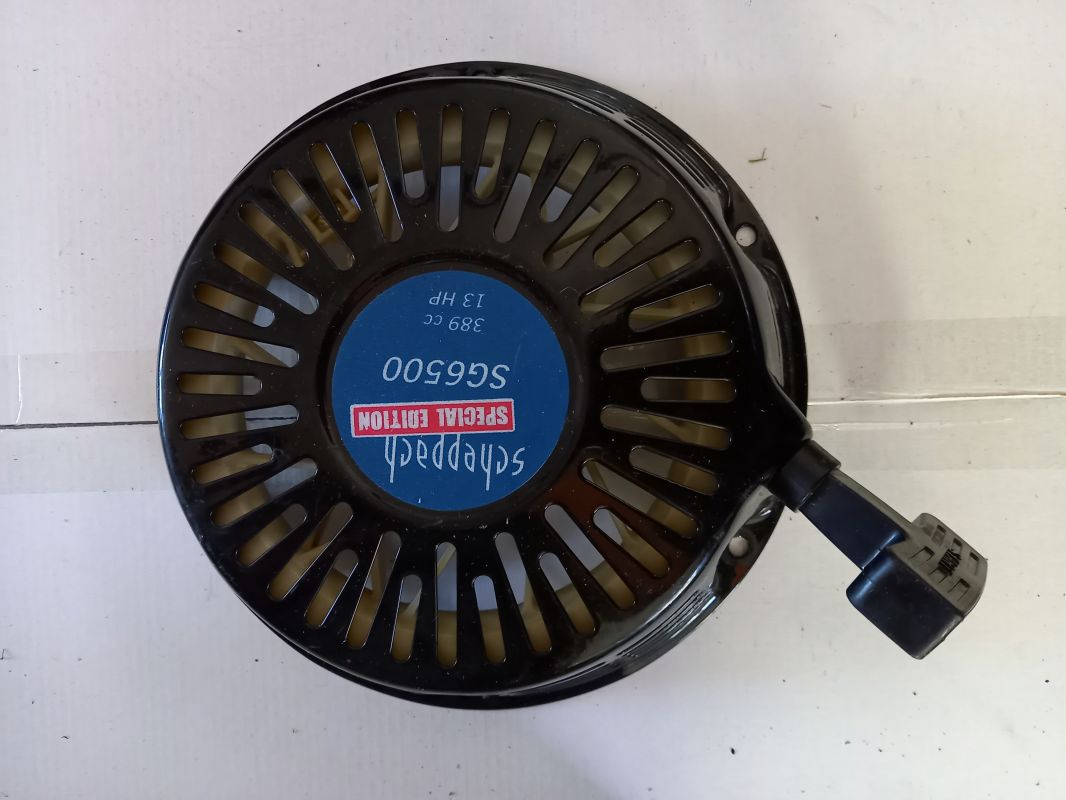 scheppach
SPECIAL EDITION
SG6500
389 cc
13 HP